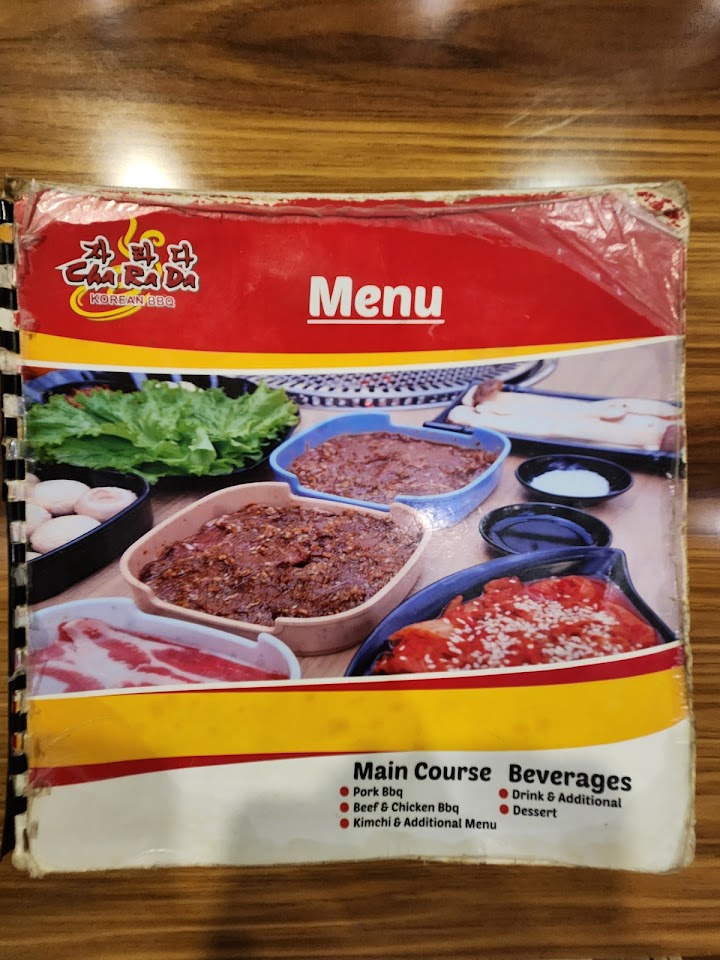 자 라 다
Cha Ra Da
KOREAN BBQ
Menu
Main Course
Pork Bbq
Beef & Chicken Bbq
Kimchi & Additional Menu
Beverages
Drink & Additional
Dessert